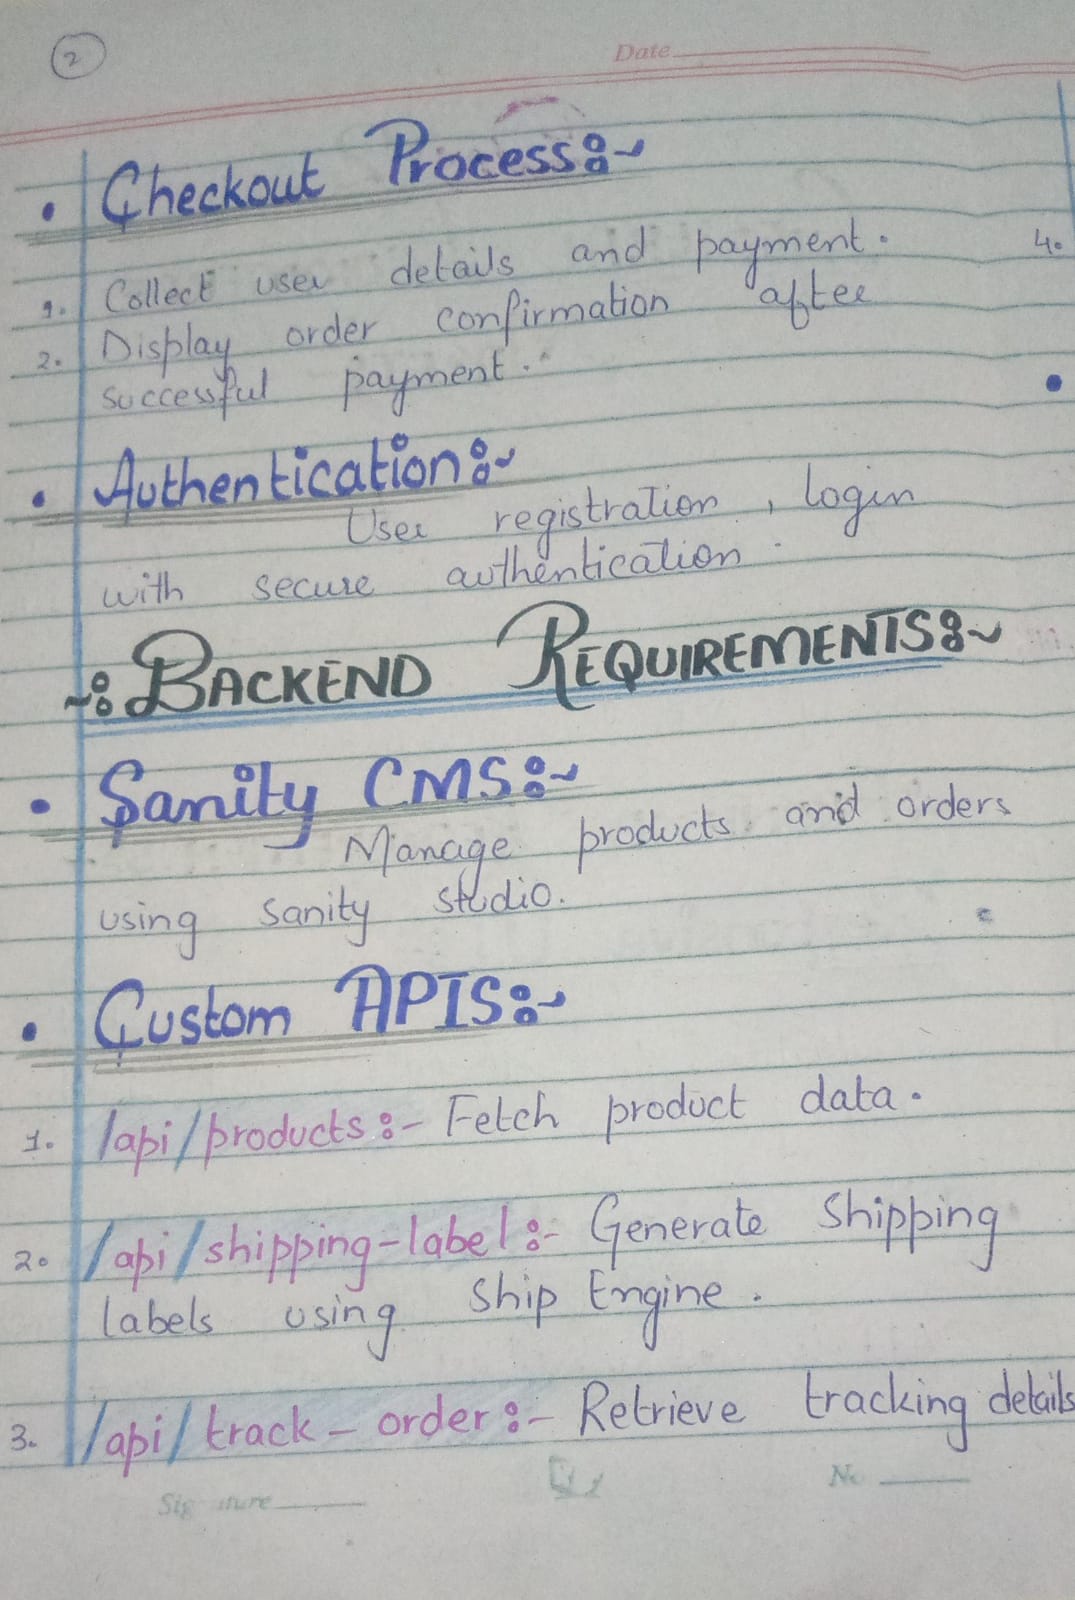 2
Date
• Checkout Process:~
1. Collect user details and payment.
2. Display order confirmation after
successful payment.
• Authentication:~
User registration, login
with secure authentication.
~: BACKEND REQUIREMENTS:~
• Sanity CMS:~
Manage products and orders
using sanity studio.
• Custom APIS:~
1. /api/products:- Fetch product data.
2. /api/shipping-label:- Generate Shipping
labels using Ship Engine.
3. /api/track-order:- Retrieve tracking details
Signature
No
4.
•